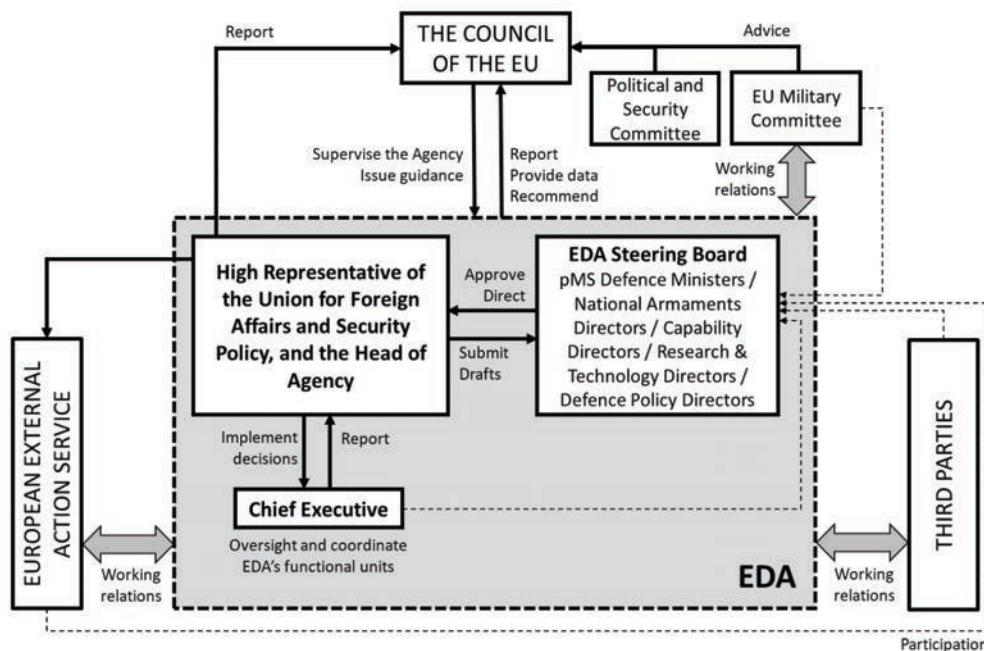 Report
THE COUNCIL
OF THE EU
Advice
Political and
Security
Committee
EU Military
Committee
Supervise the Agency
Issue guidance
Report
Provide data
Recommend
Working
relations
High Representative of
the Union for Foreign
Affairs and Security
Policy, and the Head of
Agency
Approve
Direct
Submit
Drafts
EDA Steering Board
pMS Defence Ministers /
National Armaments
Directors / Capability
Directors / Research &
Technology Directors /
Defence Policy Directors
Implement
decisions
Report
Chief Executive
Oversight and coordinate
EDA's functional units
EDA
EUROPEAN EXTERNAL
ACTION SERVICE
Working
relations
Working
relations
THIRD PARTIES
Participation